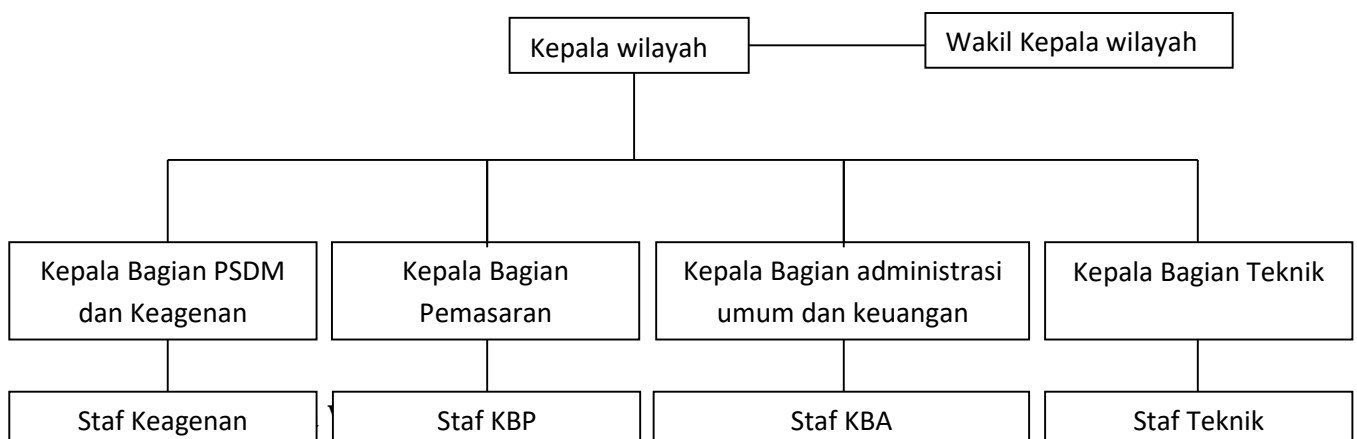 Kepala wilayah
Wakil Kepala wilayah
Kepala Bagian PSDM
dan Keagenan
Kepala Bagian
Pemasaran
Kepala Bagian administrasi
umum dan keuangan
Kepala Bagian Teknik
Staf Keagenan
Staf KBP
Staf KBA
Staf Teknik